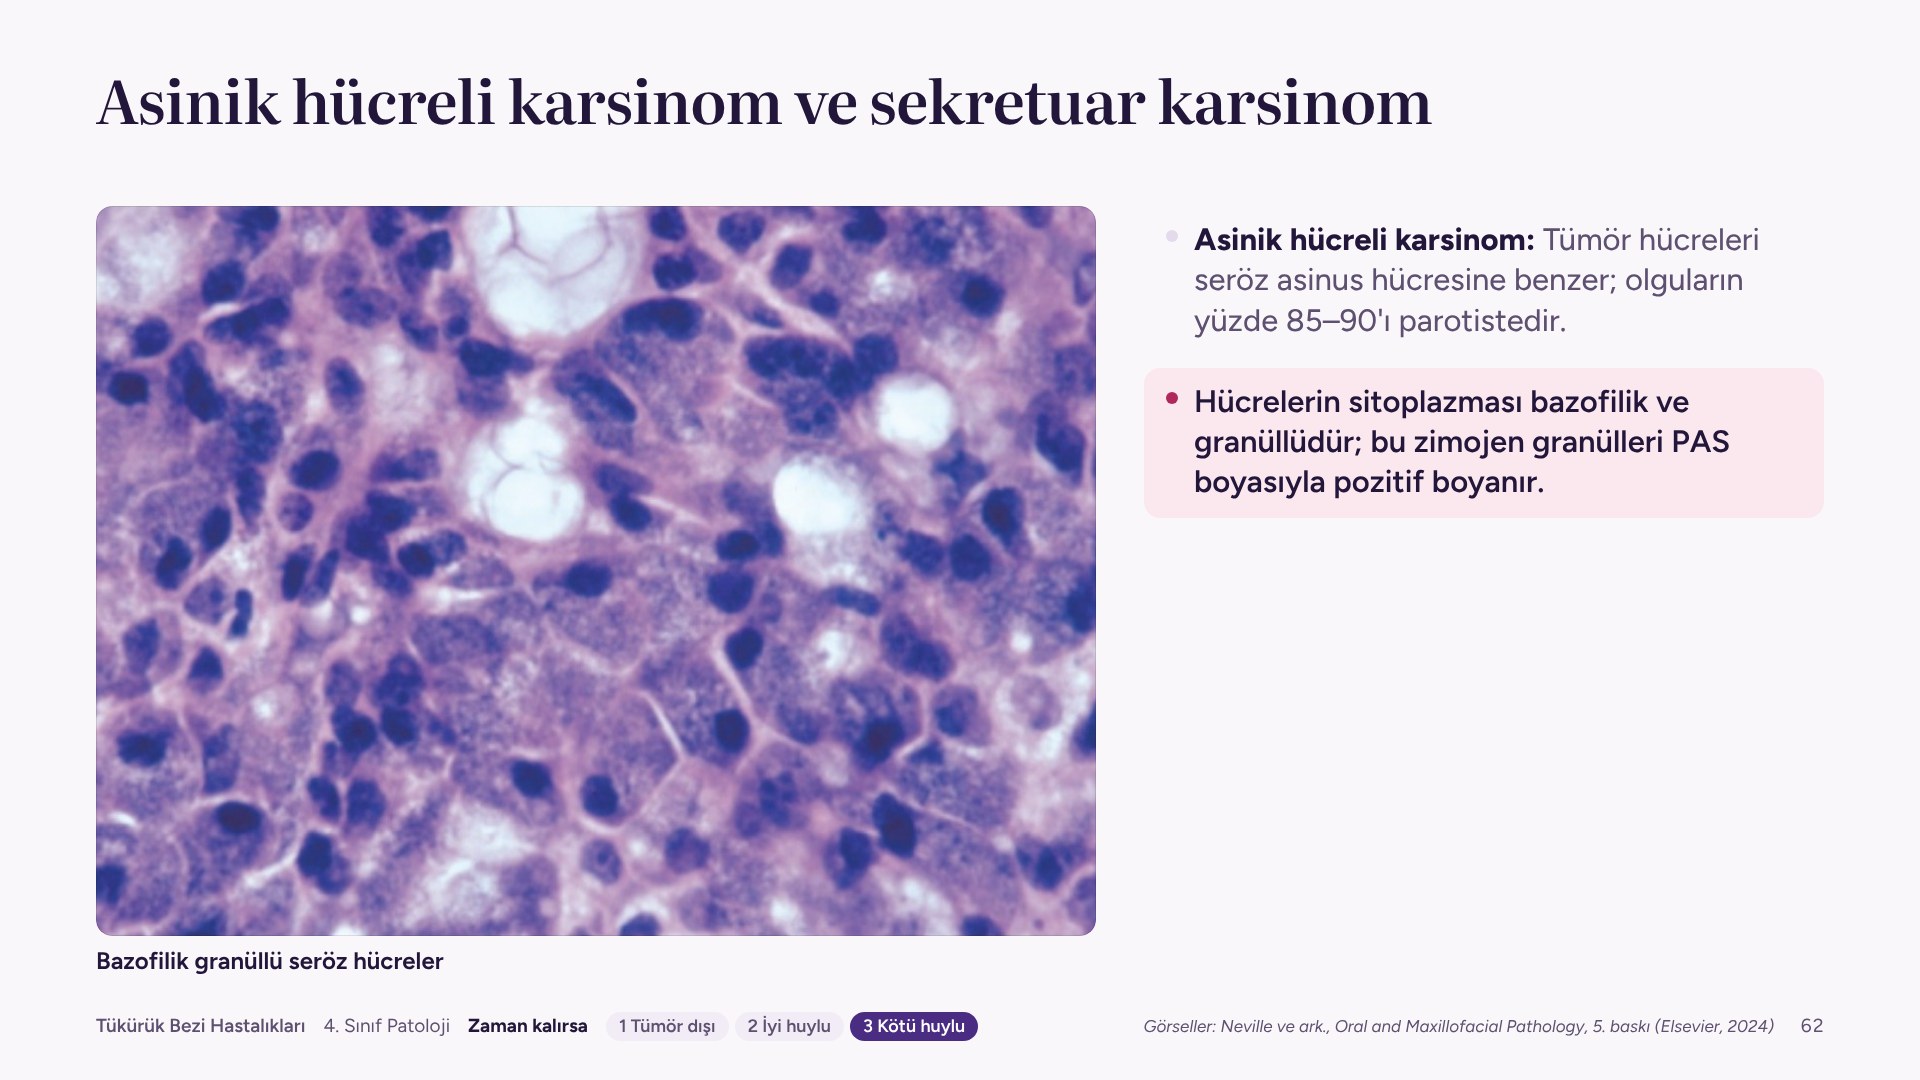 Asinik hücreli karsinom ve sekretuar karsinom
Asinik hücreli karsinom: Tümör hücreleri
seröz asinus hücresine benzer; olguların
yüzde 85–90'ı parotistedir.
Hücrelerin sitoplazması bazofilik ve
granüllüdür; bu zimojen granülleri PAS
boyasıyla pozitif boyanır.
Bazofilik granüllü seröz hücreler
Tükürük Bezi Hastalıkları 4. Sınıf Patoloji Zaman kalırsa 1 Tümör dışı 2 İyi huylu 3 Kötü huylu
Görseller: Neville ve ark., Oral and Maxillofacial Pathology, 5. baskı (Elsevier, 2024) 62